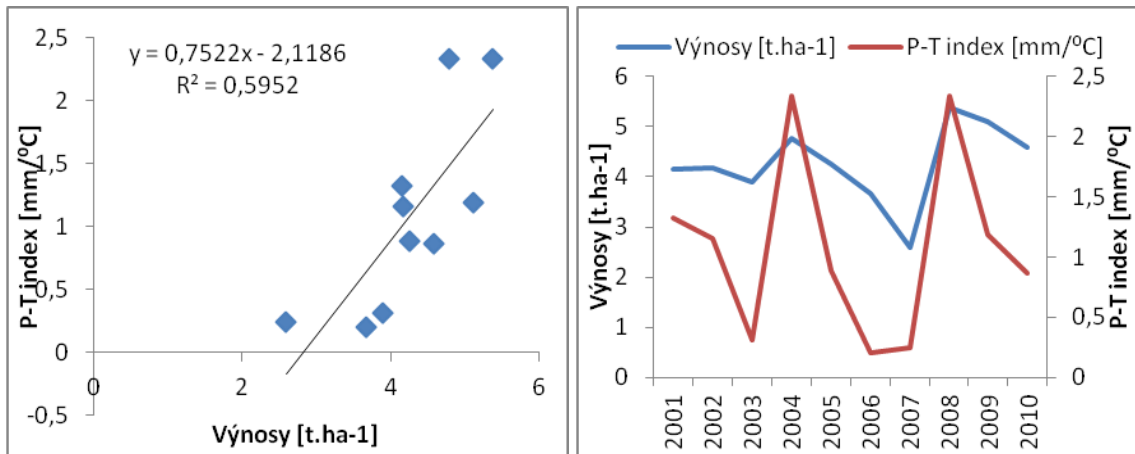 y = 0,7522x - 2,1186
R² = 0,5952
2,5
2
1,5
1
0,5
0
-0,5
P-T index [mm/⁰C]
0 2 4 6
Výnosy [t.ha-1]
Výnosy [t.ha-1] P-T index [mm/⁰C]
6
5
4
3
2
1
0
Výnosy [t.ha-1]
2,5
2
1,5
1
0,5
0
P-T index [mm/⁰C]
2001 2002 2003 2004 2005 2006 2007 2008 2009 2010